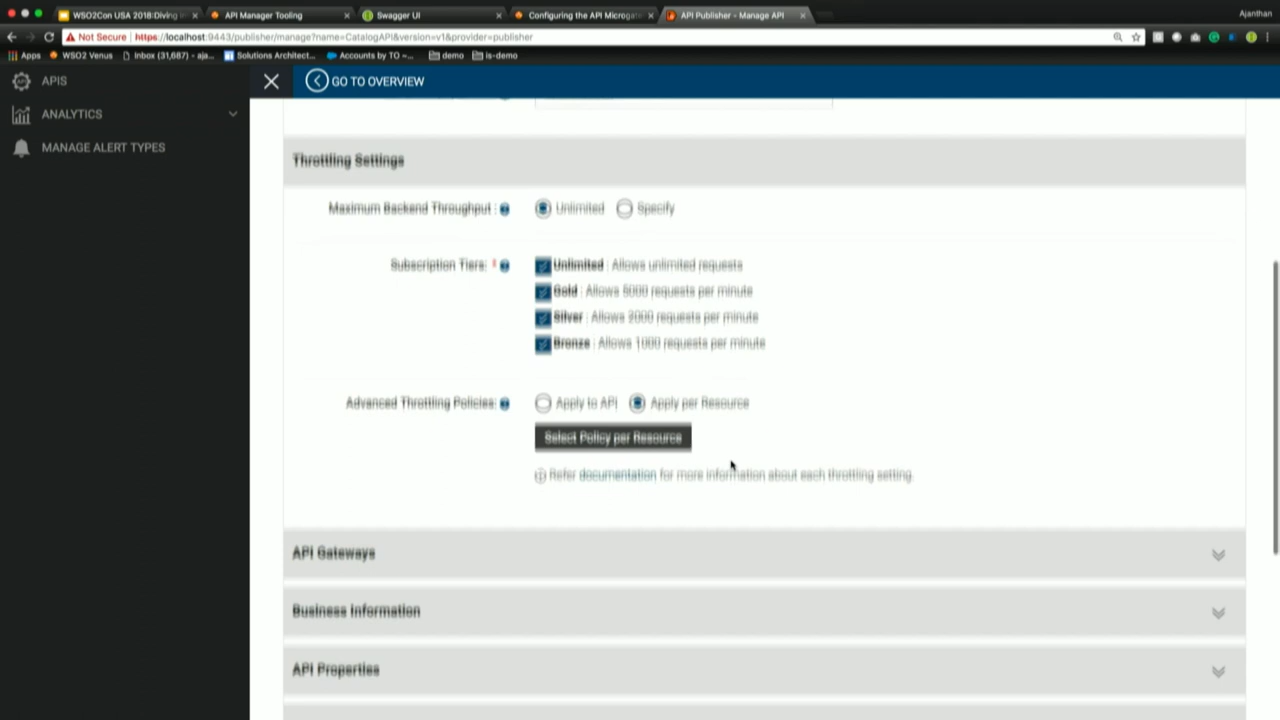 WSO2Con USA 2018:Diving in
API Manager Tooling
Swagger UI
Configuring the API Microgate
API Publisher - Manage API
Ajanthan
Not Secure | https://localhost:9443/publisher/manage?name=CatalogAPI&version=v1&provider=publisher
Apps
WSO2 Venus
Inbox (31,687) - aja...
Solutions Architect...
Accounts by TO –...
demo
is-demo
APIS
GO TO OVERVIEW
ANALYTICS
MANAGE ALERT TYPES
Throttling Settings
Maximum Backend Throughput : Unlimited Specify
Subscription Tiers: * Unlimited : Allows unlimited requests
Gold : Allows 5000 requests per minute
Silver : Allows 2000 requests per minute
Bronze : Allows 1000 requests per minute
Advanced Throttling Policies: Apply to API Apply per Resource
Select Policy per Resource
Refer documentation for more information about each throttling setting.
API Gateways
Business Information
API Properties